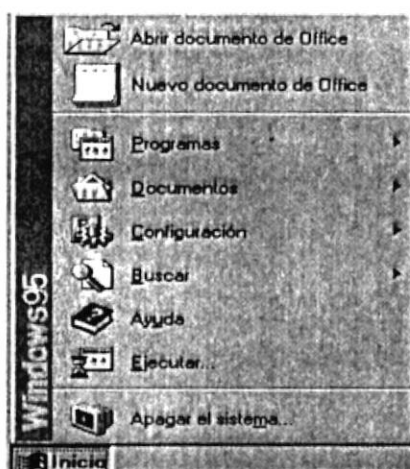 Abrir documento de Office
Nuevo documento de Office
Programas
Documentos
Configuración
Buscar
Ayuda
Ejecutar...
Apagar el sistema...
Windows95
Inicio